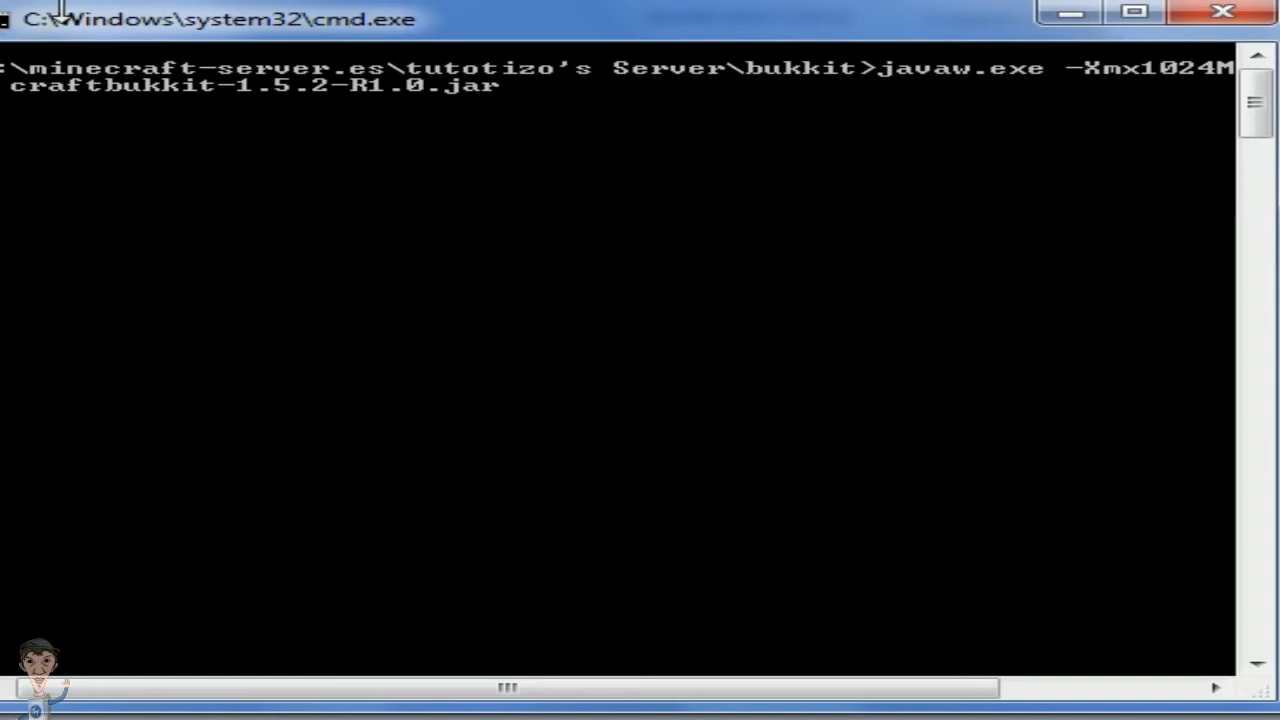 C:\Windows\system32\cmd.exe
:\minecraft-server.es\tutotizo's Server\bukkit>javaw.exe -Xmx1024M
craftbukkit-1.5.2-R1.0.jar